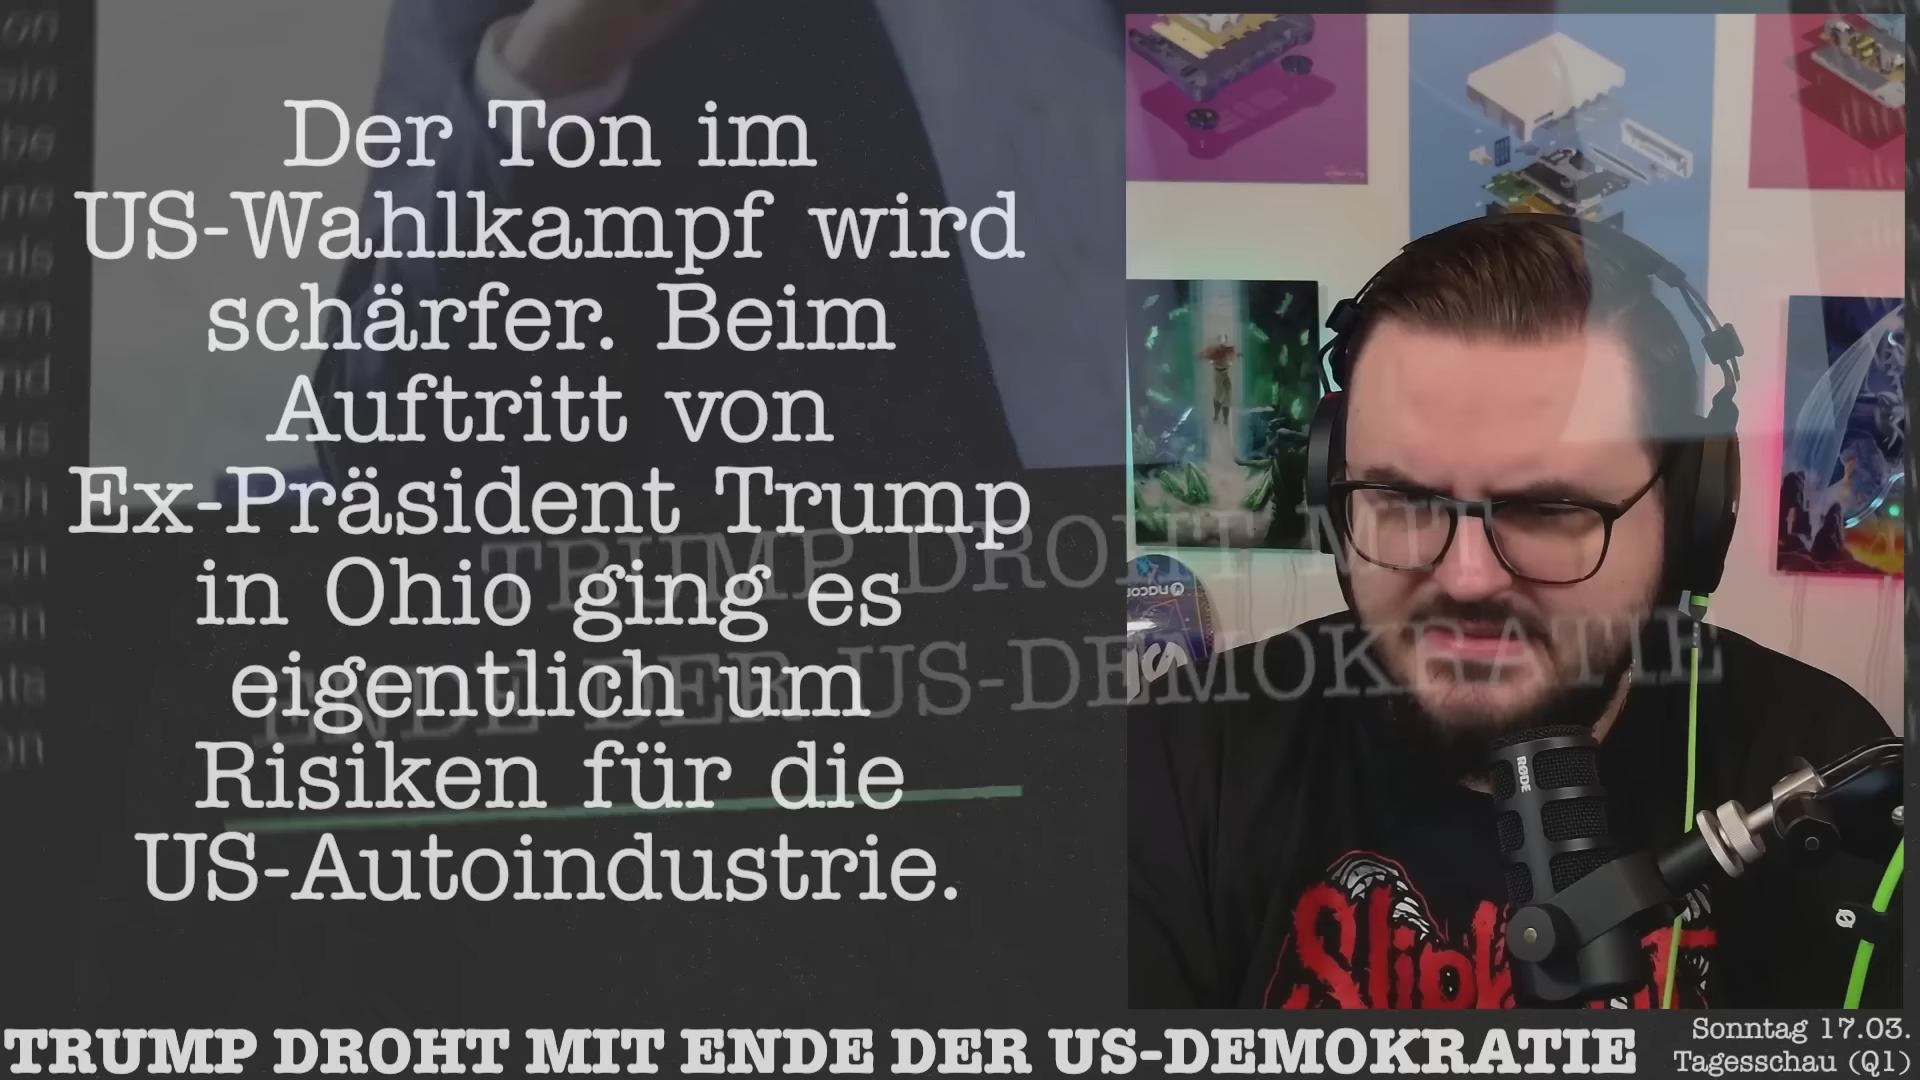 Der Ton im
US-Wahlkampf wird
schärfer. Beim
Auftritt von
Ex-Präsident Trump
in Ohio ging es
eigentlich um
Risiken für die
US-Autoindustrie.
TRUMP DROHT MIT
ENDE DER US-DEMOKRATIE
nacon
RØDE
TRUMP DROHT MIT ENDE DER US-DEMOKRATIE
Sonntag 17.03.
Tagesschau (Q1)